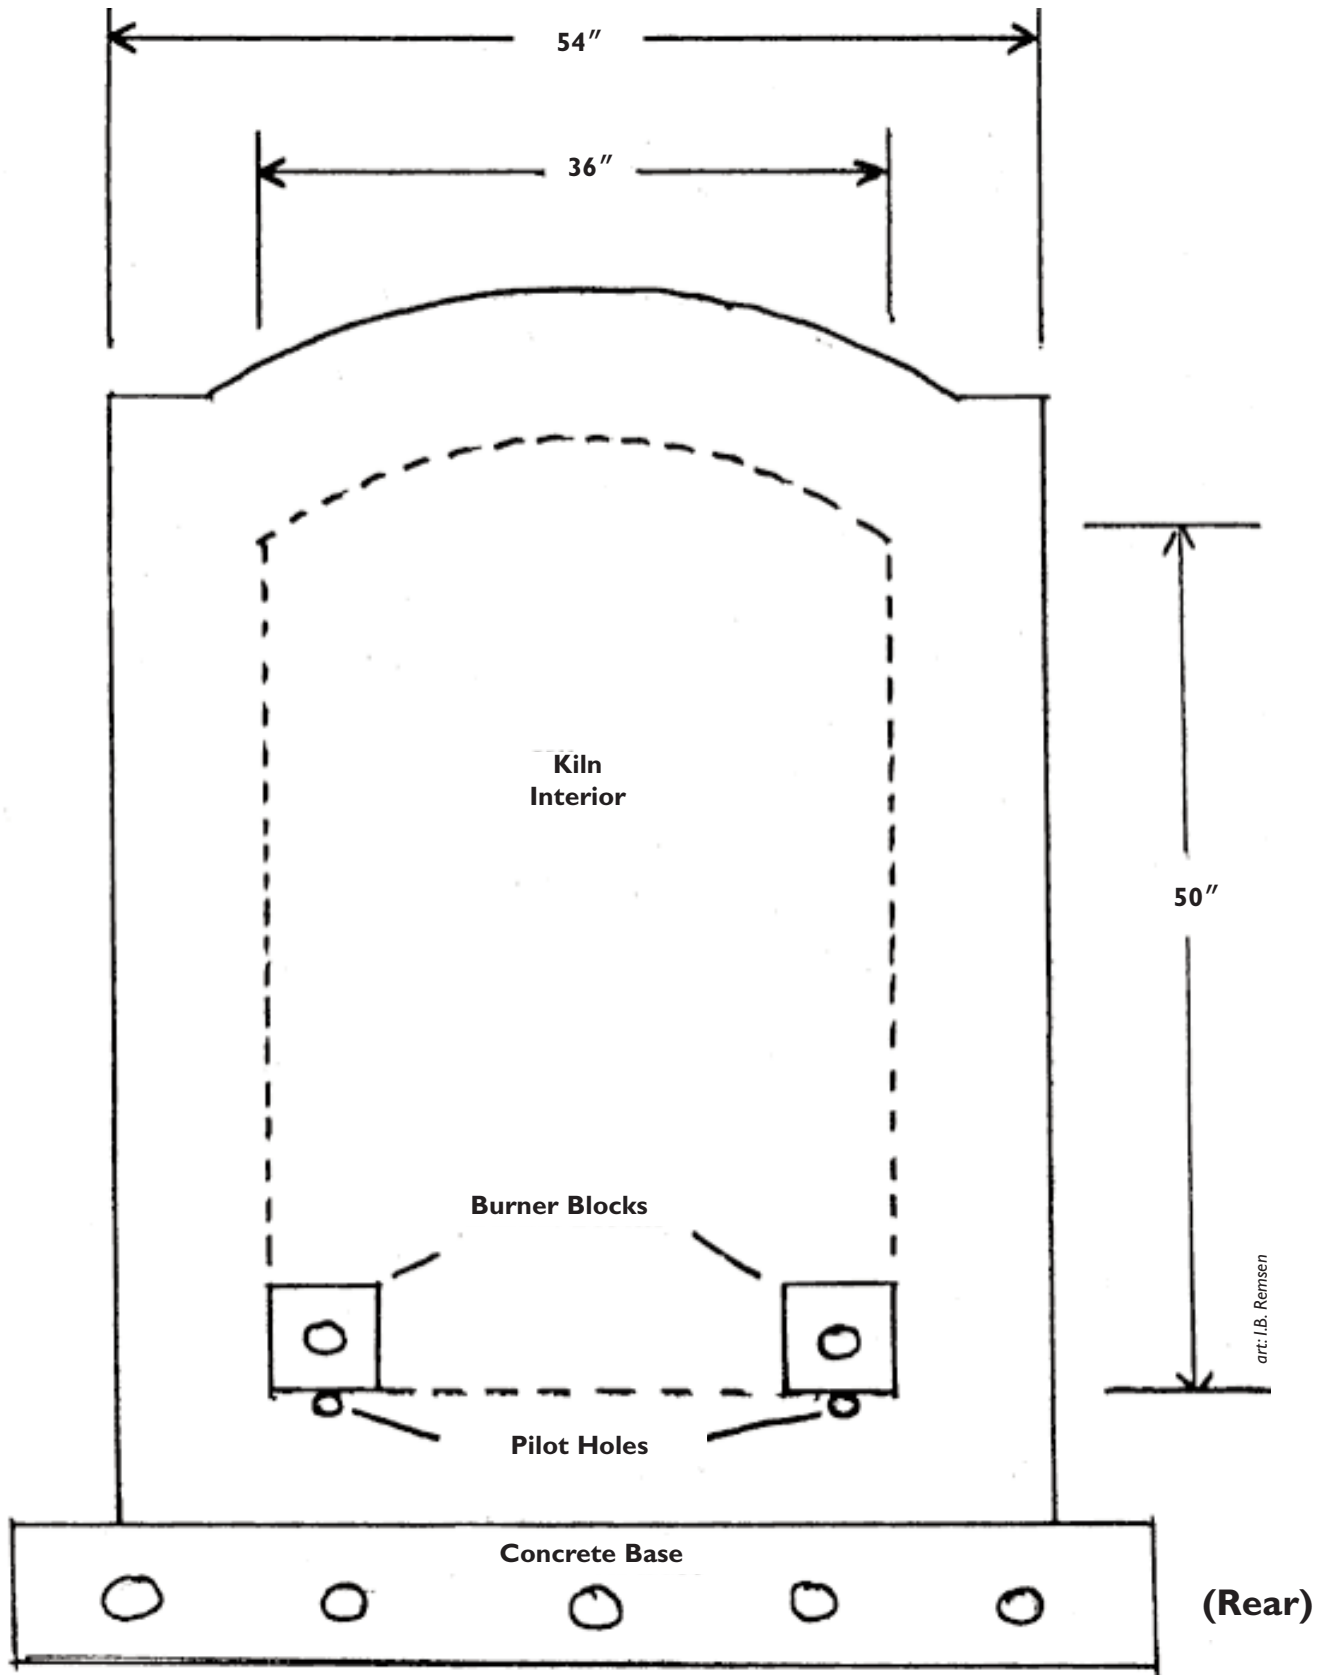 54″
36″
Kiln
Interior
50″
Burner Blocks
art: I.B. Remsen
Pilot Holes
Concrete Base
(Rear)